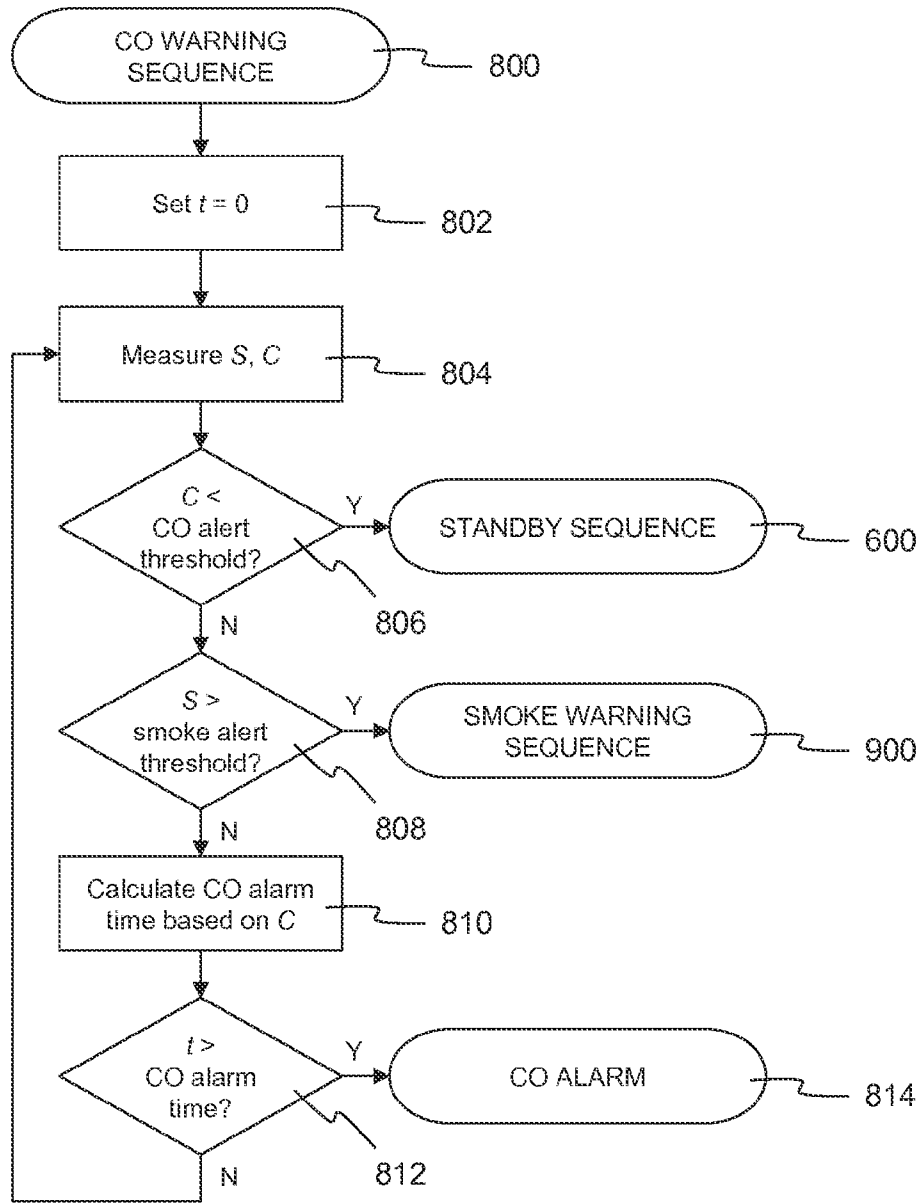 CO WARNING
SEQUENCE
800
Set t = 0
802
Measure S, C
804
C <
CO alert
threshold?
Y
STANDBY SEQUENCE
600
806
N
S >
smoke alert
threshold?
Y
SMOKE WARNING
SEQUENCE
900
808
N
Calculate CO alarm
time based on C
810
t >
CO alarm
time?
Y
CO ALARM
814
812
N